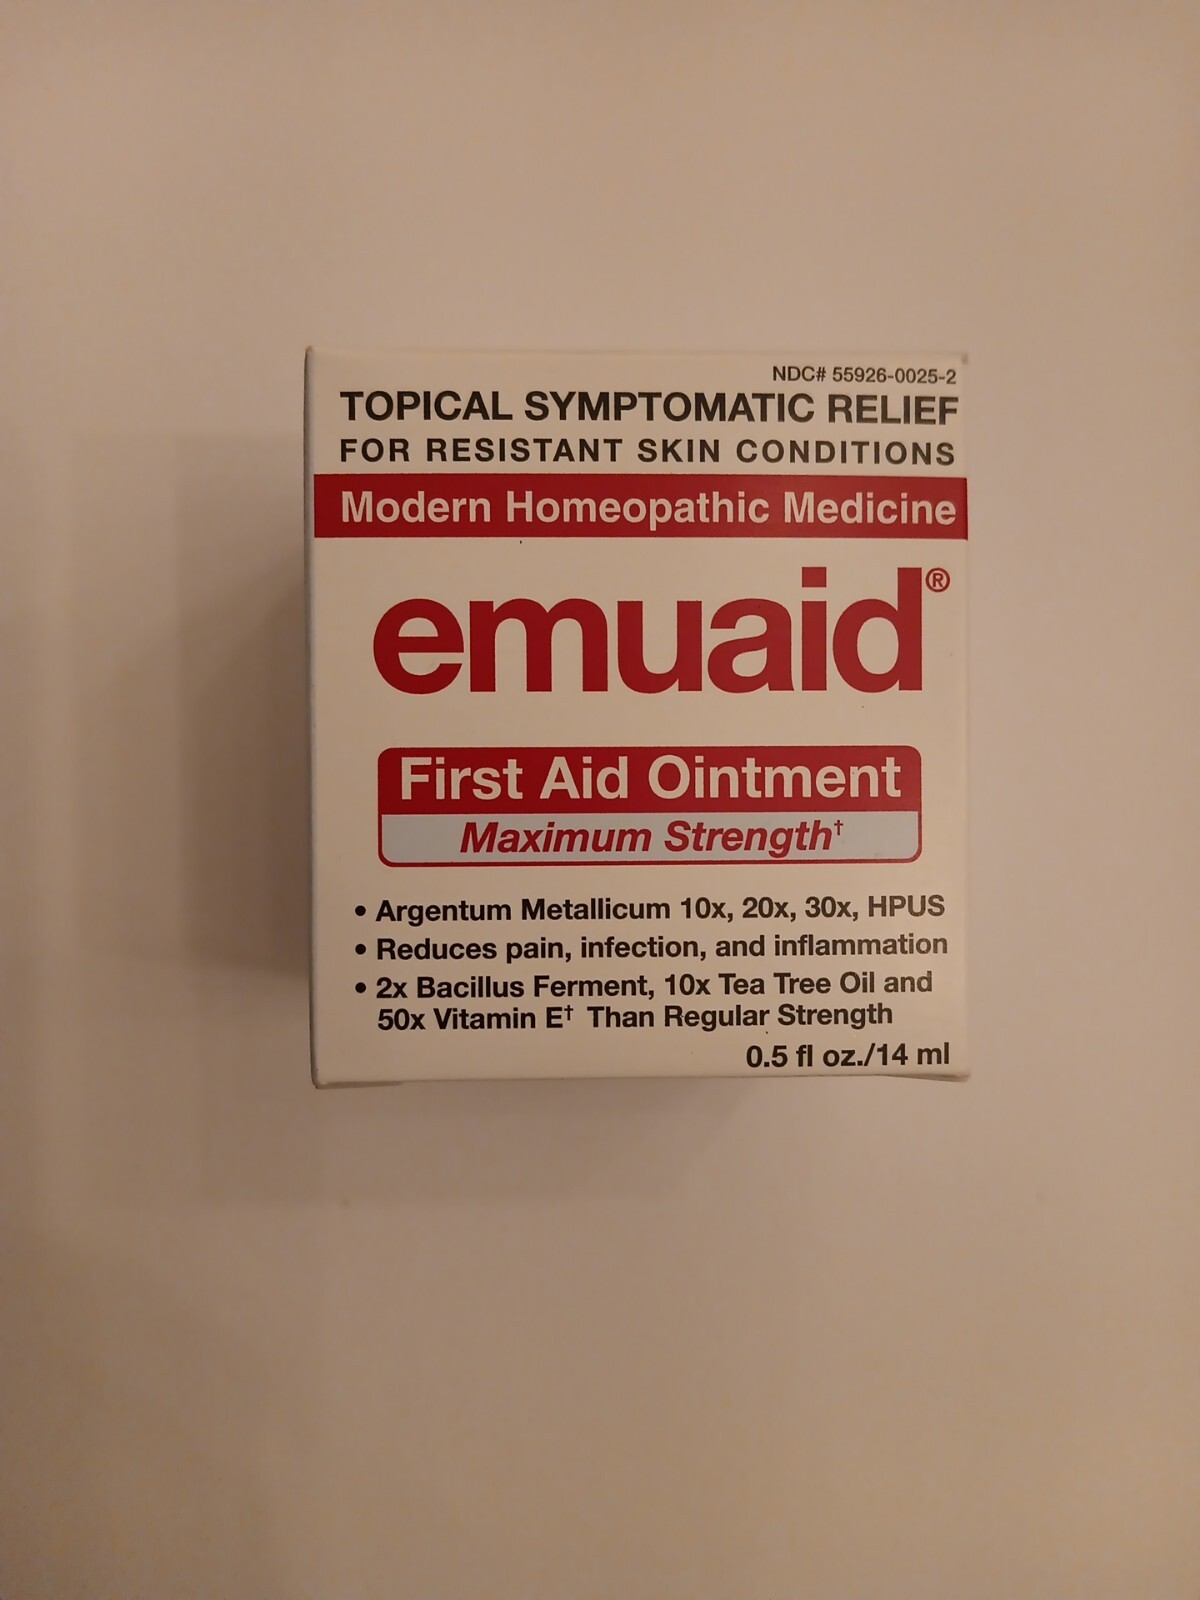 NDC# 55926-0025-2
TOPICAL SYMPTOMATIC RELIEF
FOR RESISTANT SKIN CONDITIONS
Modern Homeopathic Medicine
emuaid®
First Aid Ointment
Maximum Strength†
• Argentum Metallicum 10x, 20x, 30x, HPUS
• Reduces pain, infection, and inflammation
• 2x Bacillus Ferment, 10x Tea Tree Oil and
50x Vitamin E† Than Regular Strength
0.5 fl oz./14 ml